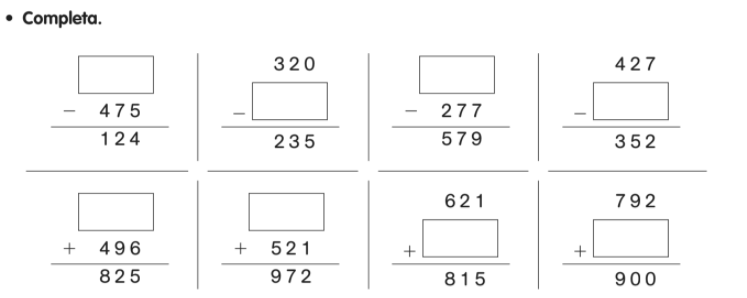 • Completa.
320 427
− 475 − − 277 −
124 235 579 352
621 792
+ 496 + 521 + +
825 972 815 900